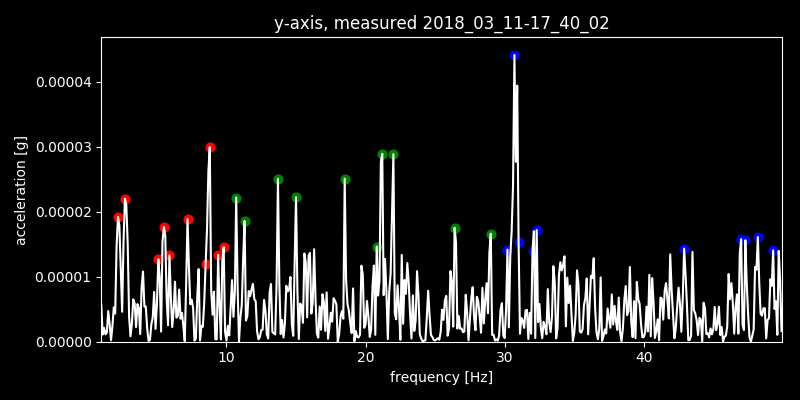 y-axis, measured 2018_03_11-17_40_02
acceleration [g]
0.00004
0.00003
0.00002
0.00001
0.00000
10 20 30 40
frequency [Hz]